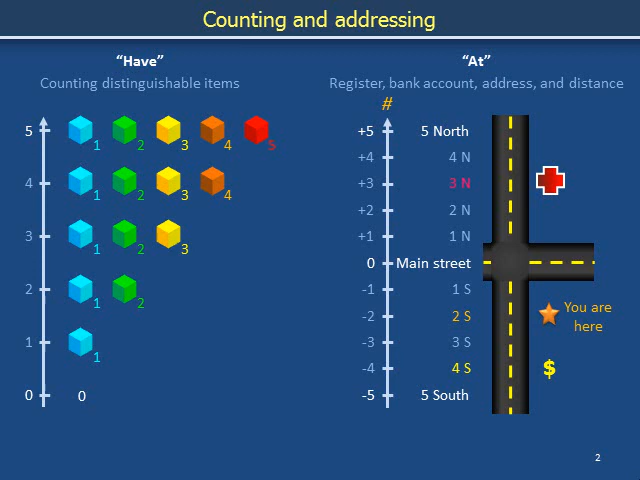 Counting and addressing
“Have”
Counting distinguishable items
5 1 2 3 4 5
4 1 2 3 4
3 1 2 3
2 1 2
1 1
0 0
“At”
Register, bank account, address, and distance
#
+5 5 North
+4 4 N
+3 3 N
+2 2 N
+1 1 N
0 Main street
-1 1 S
-2 2 S
-3 3 S
-4 4 S $
-5 5 South
You are
here
2